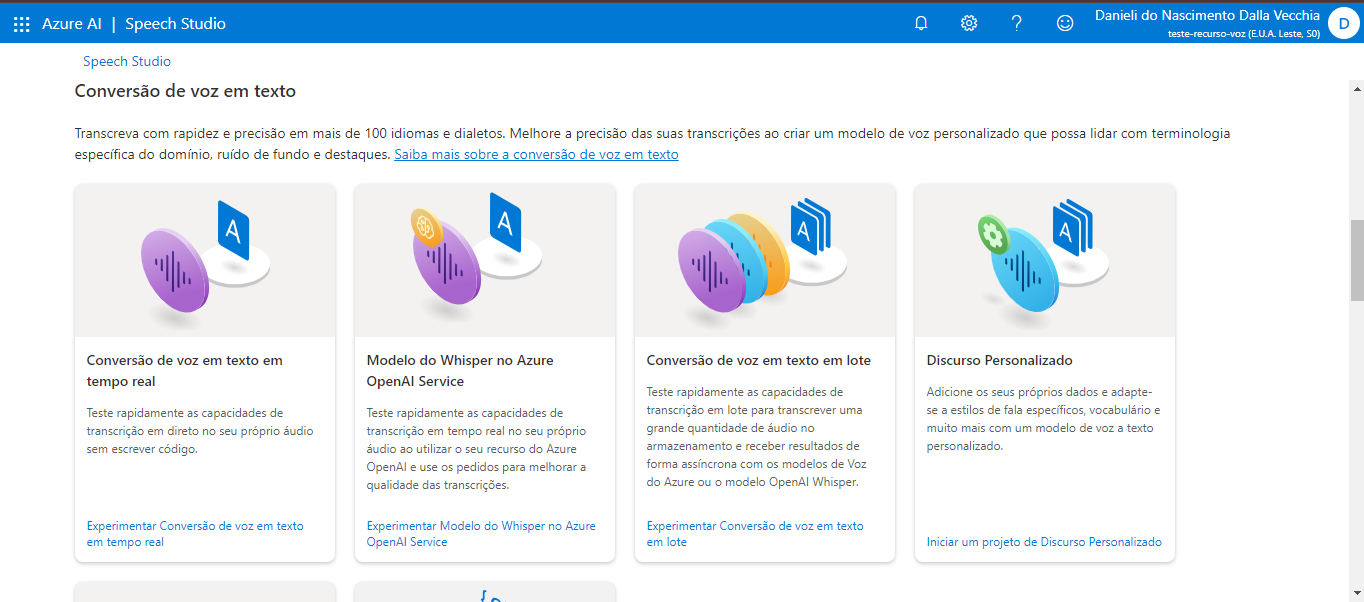 Azure AI | Speech Studio
Danieli do Nascimento Dalla Vecchia
teste-recurso-voz (E.U.A. Leste, S0)
D
Speech Studio
Conversão de voz em texto
Transcreva com rapidez e precisão em mais de 100 idiomas e dialetos. Melhore a precisão das suas transcrições ao criar um modelo de voz personalizado que possa lidar com terminologia
específica do domínio, ruído de fundo e destaques. Saiba mais sobre a conversão de voz em texto
A
A
A
A
Conversão de voz em texto em
tempo real
Teste rapidamente as capacidades de
transcrição em direto no seu próprio áudio
sem escrever código.
Experimentar Conversão de voz em texto
em tempo real
Modelo do Whisper no Azure
OpenAI Service
Teste rapidamente as capacidades de
transcrição em tempo real no seu próprio
áudio ao utilizar o seu recurso do Azure
OpenAI e use os pedidos para melhorar a
qualidade das transcrições.
Experimentar Modelo do Whisper no Azure
OpenAI Service
Conversão de voz em texto em lote
Teste rapidamente as capacidades de
transcrição em lote para transcrever uma
grande quantidade de áudio no
armazenamento e receber resultados de
forma assíncrona com os modelos de Voz
do Azure ou o modelo OpenAI Whisper.
Experimentar Conversão de voz em texto
em lote
Discurso Personalizado
Adicione os seus próprios dados e adapte-
se a estilos de fala específicos, vocabulário e
muito mais com um modelo de voz a texto
personalizado.
Iniciar um projeto de Discurso Personalizado